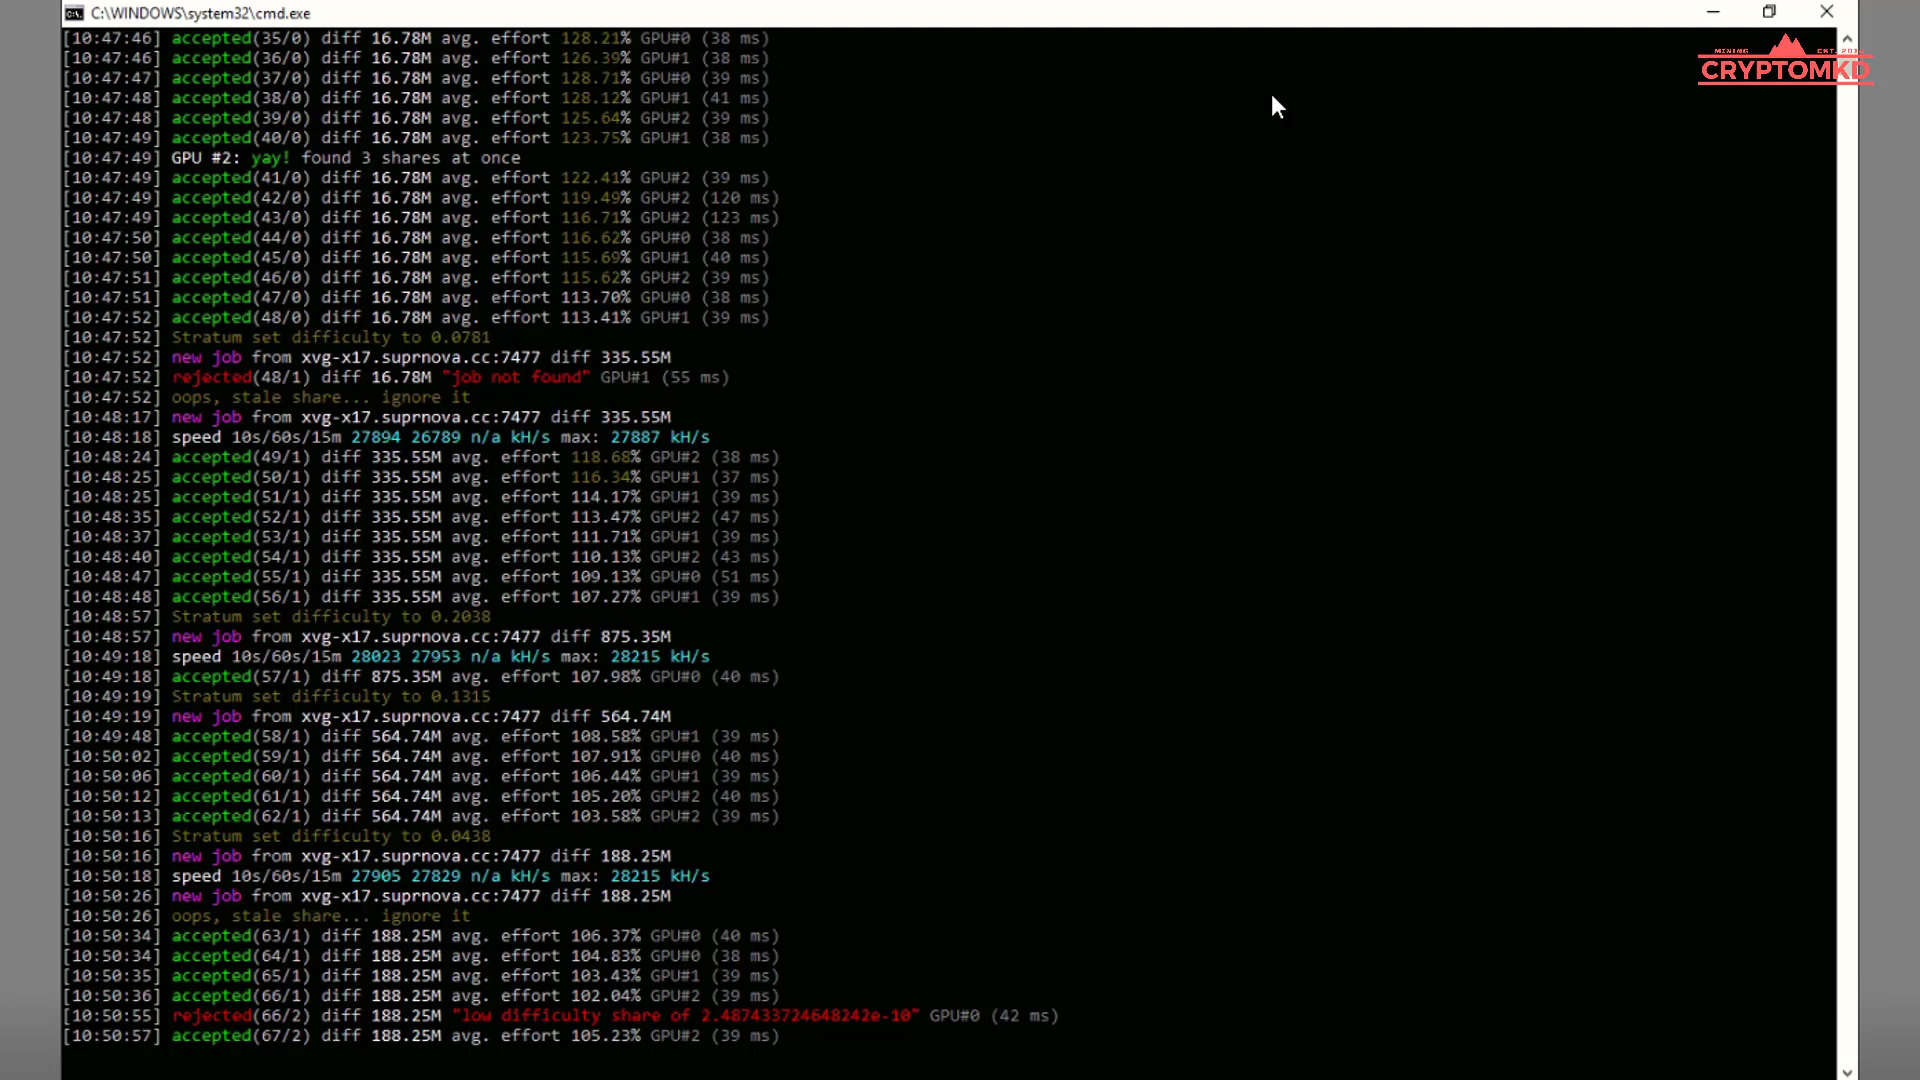 C:\WINDOWS\system32\cmd.exe
[10:47:46] accepted(35/0) diff 16.78M avg. effort 128.21% GPU#0 (38 ms)
[10:47:46] accepted(36/0) diff 16.78M avg. effort 126.39% GPU#1 (38 ms)
[10:47:47] accepted(37/0) diff 16.78M avg. effort 128.71% GPU#0 (39 ms)
[10:47:48] accepted(38/0) diff 16.78M avg. effort 128.12% GPU#1 (41 ms)
[10:47:48] accepted(39/0) diff 16.78M avg. effort 125.64% GPU#2 (39 ms)
[10:47:49] accepted(40/0) diff 16.78M avg. effort 123.75% GPU#1 (38 ms)
[10:47:49] GPU #2: yay! found 3 shares at once
[10:47:49] accepted(41/0) diff 16.78M avg. effort 122.41% GPU#2 (39 ms)
[10:47:49] accepted(42/0) diff 16.78M avg. effort 119.49% GPU#2 (120 ms)
[10:47:49] accepted(43/0) diff 16.78M avg. effort 116.71% GPU#2 (123 ms)
[10:47:50] accepted(44/0) diff 16.78M avg. effort 116.62% GPU#0 (38 ms)
[10:47:50] accepted(45/0) diff 16.78M avg. effort 115.69% GPU#1 (40 ms)
[10:47:51] accepted(46/0) diff 16.78M avg. effort 115.62% GPU#2 (39 ms)
[10:47:51] accepted(47/0) diff 16.78M avg. effort 113.70% GPU#0 (38 ms)
[10:47:52] accepted(48/0) diff 16.78M avg. effort 113.41% GPU#1 (39 ms)
[10:47:52] Stratum set difficulty to 0.0781
[10:47:52] new job from xvg-x17.suprnova.cc:7477 diff 335.55M
[10:47:52] rejected(48/1) diff 16.78M "job not found" GPU#1 (55 ms)
[10:47:52] oops, stale share... ignore it
[10:48:17] new job from xvg-x17.suprnova.cc:7477 diff 335.55M
[10:48:18] speed 10s/60s/15m 27894 26789 n/a kH/s max: 27887 kH/s
[10:48:24] accepted(49/1) diff 335.55M avg. effort 118.68% GPU#2 (38 ms)
[10:48:25] accepted(50/1) diff 335.55M avg. effort 116.34% GPU#1 (37 ms)
[10:48:25] accepted(51/1) diff 335.55M avg. effort 114.17% GPU#1 (39 ms)
[10:48:35] accepted(52/1) diff 335.55M avg. effort 113.47% GPU#2 (47 ms)
[10:48:37] accepted(53/1) diff 335.55M avg. effort 111.71% GPU#1 (39 ms)
[10:48:40] accepted(54/1) diff 335.55M avg. effort 110.13% GPU#2 (43 ms)
[10:48:47] accepted(55/1) diff 335.55M avg. effort 109.13% GPU#0 (51 ms)
[10:48:48] accepted(56/1) diff 335.55M avg. effort 107.27% GPU#1 (39 ms)
[10:48:57] Stratum set difficulty to 0.2038
[10:48:57] new job from xvg-x17.suprnova.cc:7477 diff 875.35M
[10:49:18] speed 10s/60s/15m 28023 27953 n/a kH/s max: 28215 kH/s
[10:49:18] accepted(57/1) diff 875.35M avg. effort 107.98% GPU#0 (40 ms)
[10:49:19] Stratum set difficulty to 0.1315
[10:49:19] new job from xvg-x17.suprnova.cc:7477 diff 564.74M
[10:49:48] accepted(58/1) diff 564.74M avg. effort 108.58% GPU#1 (39 ms)
[10:50:02] accepted(59/1) diff 564.74M avg. effort 107.91% GPU#0 (40 ms)
[10:50:06] accepted(60/1) diff 564.74M avg. effort 106.44% GPU#1 (39 ms)
[10:50:12] accepted(61/1) diff 564.74M avg. effort 105.20% GPU#2 (40 ms)
[10:50:13] accepted(62/1) diff 564.74M avg. effort 103.58% GPU#2 (39 ms)
[10:50:16] Stratum set difficulty to 0.0438
[10:50:16] new job from xvg-x17.suprnova.cc:7477 diff 188.25M
[10:50:18] speed 10s/60s/15m 27905 27829 n/a kH/s max: 28215 kH/s
[10:50:26] new job from xvg-x17.suprnova.cc:7477 diff 188.25M
[10:50:26] oops, stale share... ignore it
[10:50:34] accepted(63/1) diff 188.25M avg. effort 106.37% GPU#0 (40 ms)
[10:50:34] accepted(64/1) diff 188.25M avg. effort 104.83% GPU#0 (38 ms)
[10:50:35] accepted(65/1) diff 188.25M avg. effort 103.43% GPU#1 (39 ms)
[10:50:36] accepted(66/1) diff 188.25M avg. effort 102.04% GPU#2 (39 ms)
[10:50:55] rejected(66/2) diff 188.25M "low difficulty share of 2.487433724648242e-10" GPU#0 (42 ms)
[10:50:57] accepted(67/2) diff 188.25M avg. effort 105.23% GPU#2 (39 ms)
MINING EST.
CRYPTOMKD